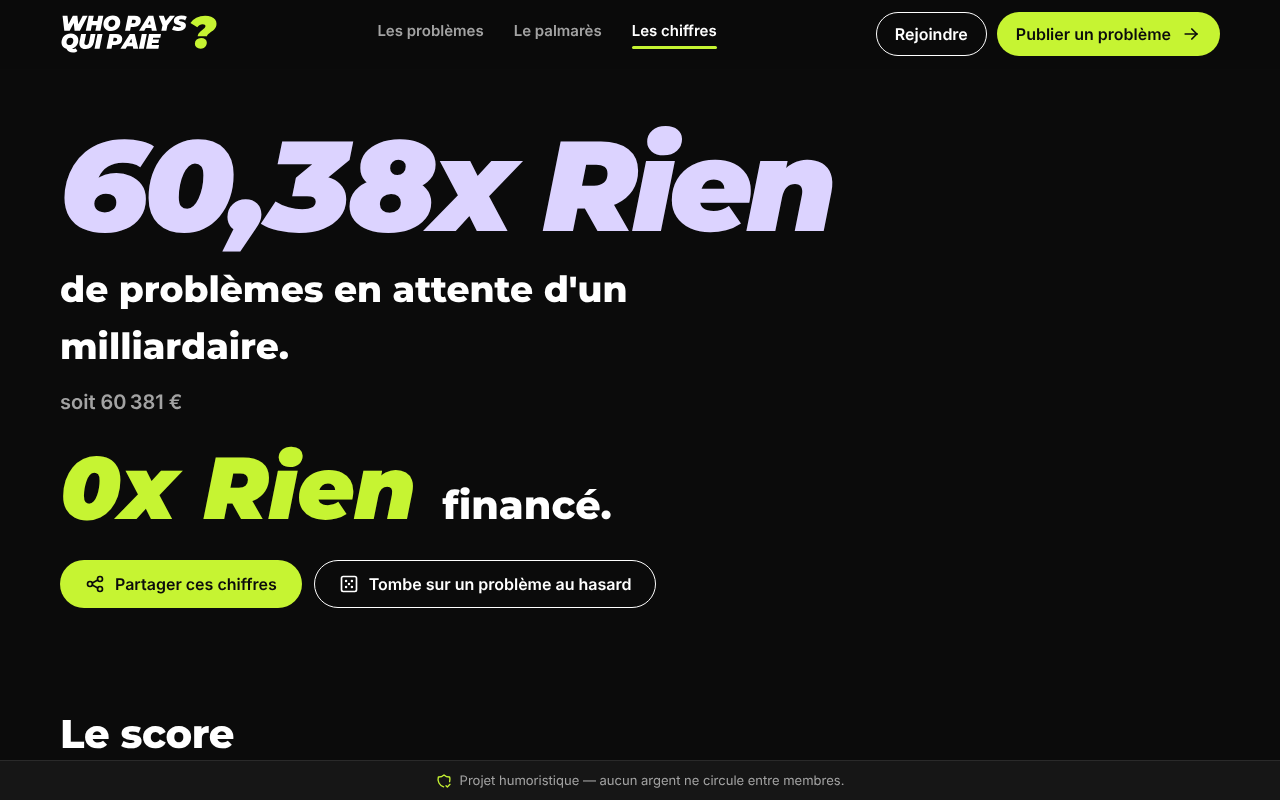 WHO PAYS
QUI PAIE ?
Les problèmes
Le palmarès
Les chiffres
Rejoindre
Publier un problème
60,38x Rien
de problèmes en attente d'un
milliardaire.
soit 60 381 €
0x Rien financé.
Partager ces chiffres
Tombe sur un problème au hasard
Le score
Projet humoristique — aucun argent ne circule entre membres.